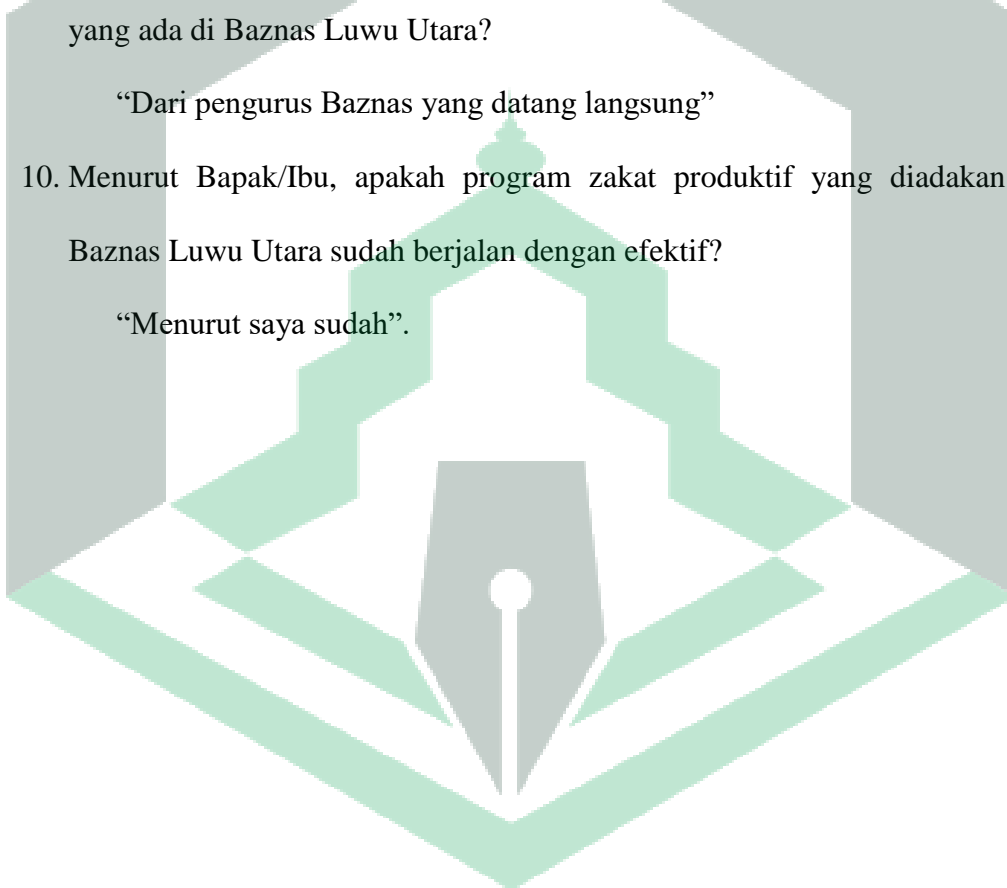 yang ada di Baznas Luwu Utara?
“Dari pengurus Baznas yang datang langsung”
10. Menurut Bapak/Ibu, apakah program zakat produktif yang diadakan
Baznas Luwu Utara sudah berjalan dengan efektif?
“Menurut saya sudah”.